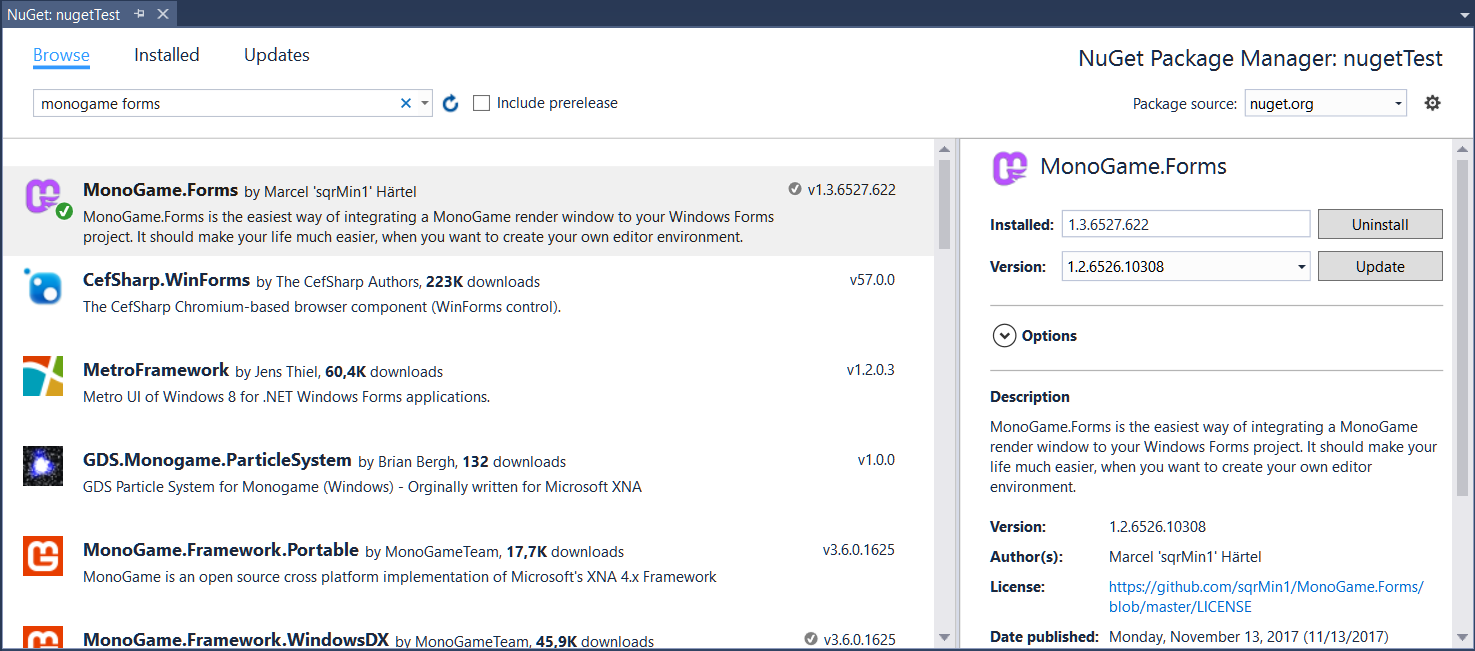 NuGet: nugetTest
Browse Installed Updates
NuGet Package Manager: nugetTest
monogame forms
Include prerelease
Package source: nuget.org
MonoGame.Forms by Marcel 'sqrMin1' Härtel
v1.3.6527.622
MonoGame.Forms is the easiest way of integrating a MonoGame render window to your Windows Forms
project. It should make your life much easier, when you want to create your own editor environment.
CefSharp.WinForms by The CefSharp Authors, 223K downloads
v57.0.0
The CefSharp Chromium-based browser component (WinForms control).
MetroFramework by Jens Thiel, 60,4K downloads
v1.2.0.3
Metro UI of Windows 8 for .NET Windows Forms applications.
GDS.Monogame.ParticleSystem by Brian Bergh, 132 downloads
v1.0.0
GDS Particle System for Monogame (Windows) - Orginally written for Microsoft XNA
MonoGame.Framework.Portable by MonoGameTeam, 17,7K downloads
v3.6.0.1625
MonoGame is an open source cross platform implementation of Microsoft's XNA 4.x Framework
MonoGame.Framework.WindowsDX by MonoGameTeam, 45,9K downloads
v3.6.0.1625
MonoGame.Forms
Installed: 1.3.6527.622 Uninstall
Version: 1.2.6526.10308 Update
Options
Description
MonoGame.Forms is the easiest way of integrating a MonoGame
render window to your Windows Forms project. It should make your
life much easier, when you want to create your own editor
environment.
Version: 1.2.6526.10308
Author(s): Marcel 'sqrMin1' Härtel
License: https://github.com/sqrMin1/MonoGame.Forms/
blob/master/LICENSE
Date published: Monday, November 13, 2017 (11/13/2017)